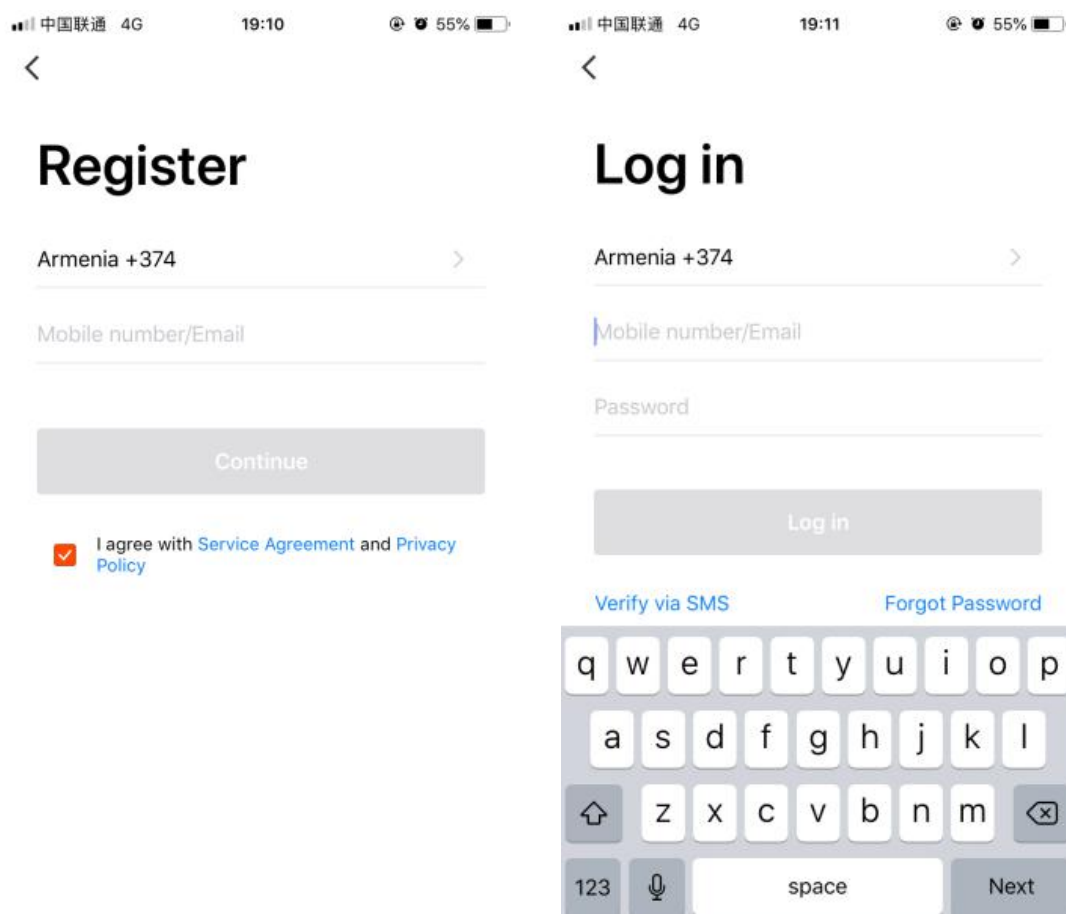 中国联通 4G 19:10 55%
Register
Armenia +374
Mobile number/Email
Continue
I agree with Service Agreement and Privacy
Policy
中国联通 4G 19:11 55%
Log in
Armenia +374
Mobile number/Email
Password
Log in
Verify via SMS Forgot Password
q w e r t y u i o p
a s d f g h j k l
z x c v b n m
123 space Next